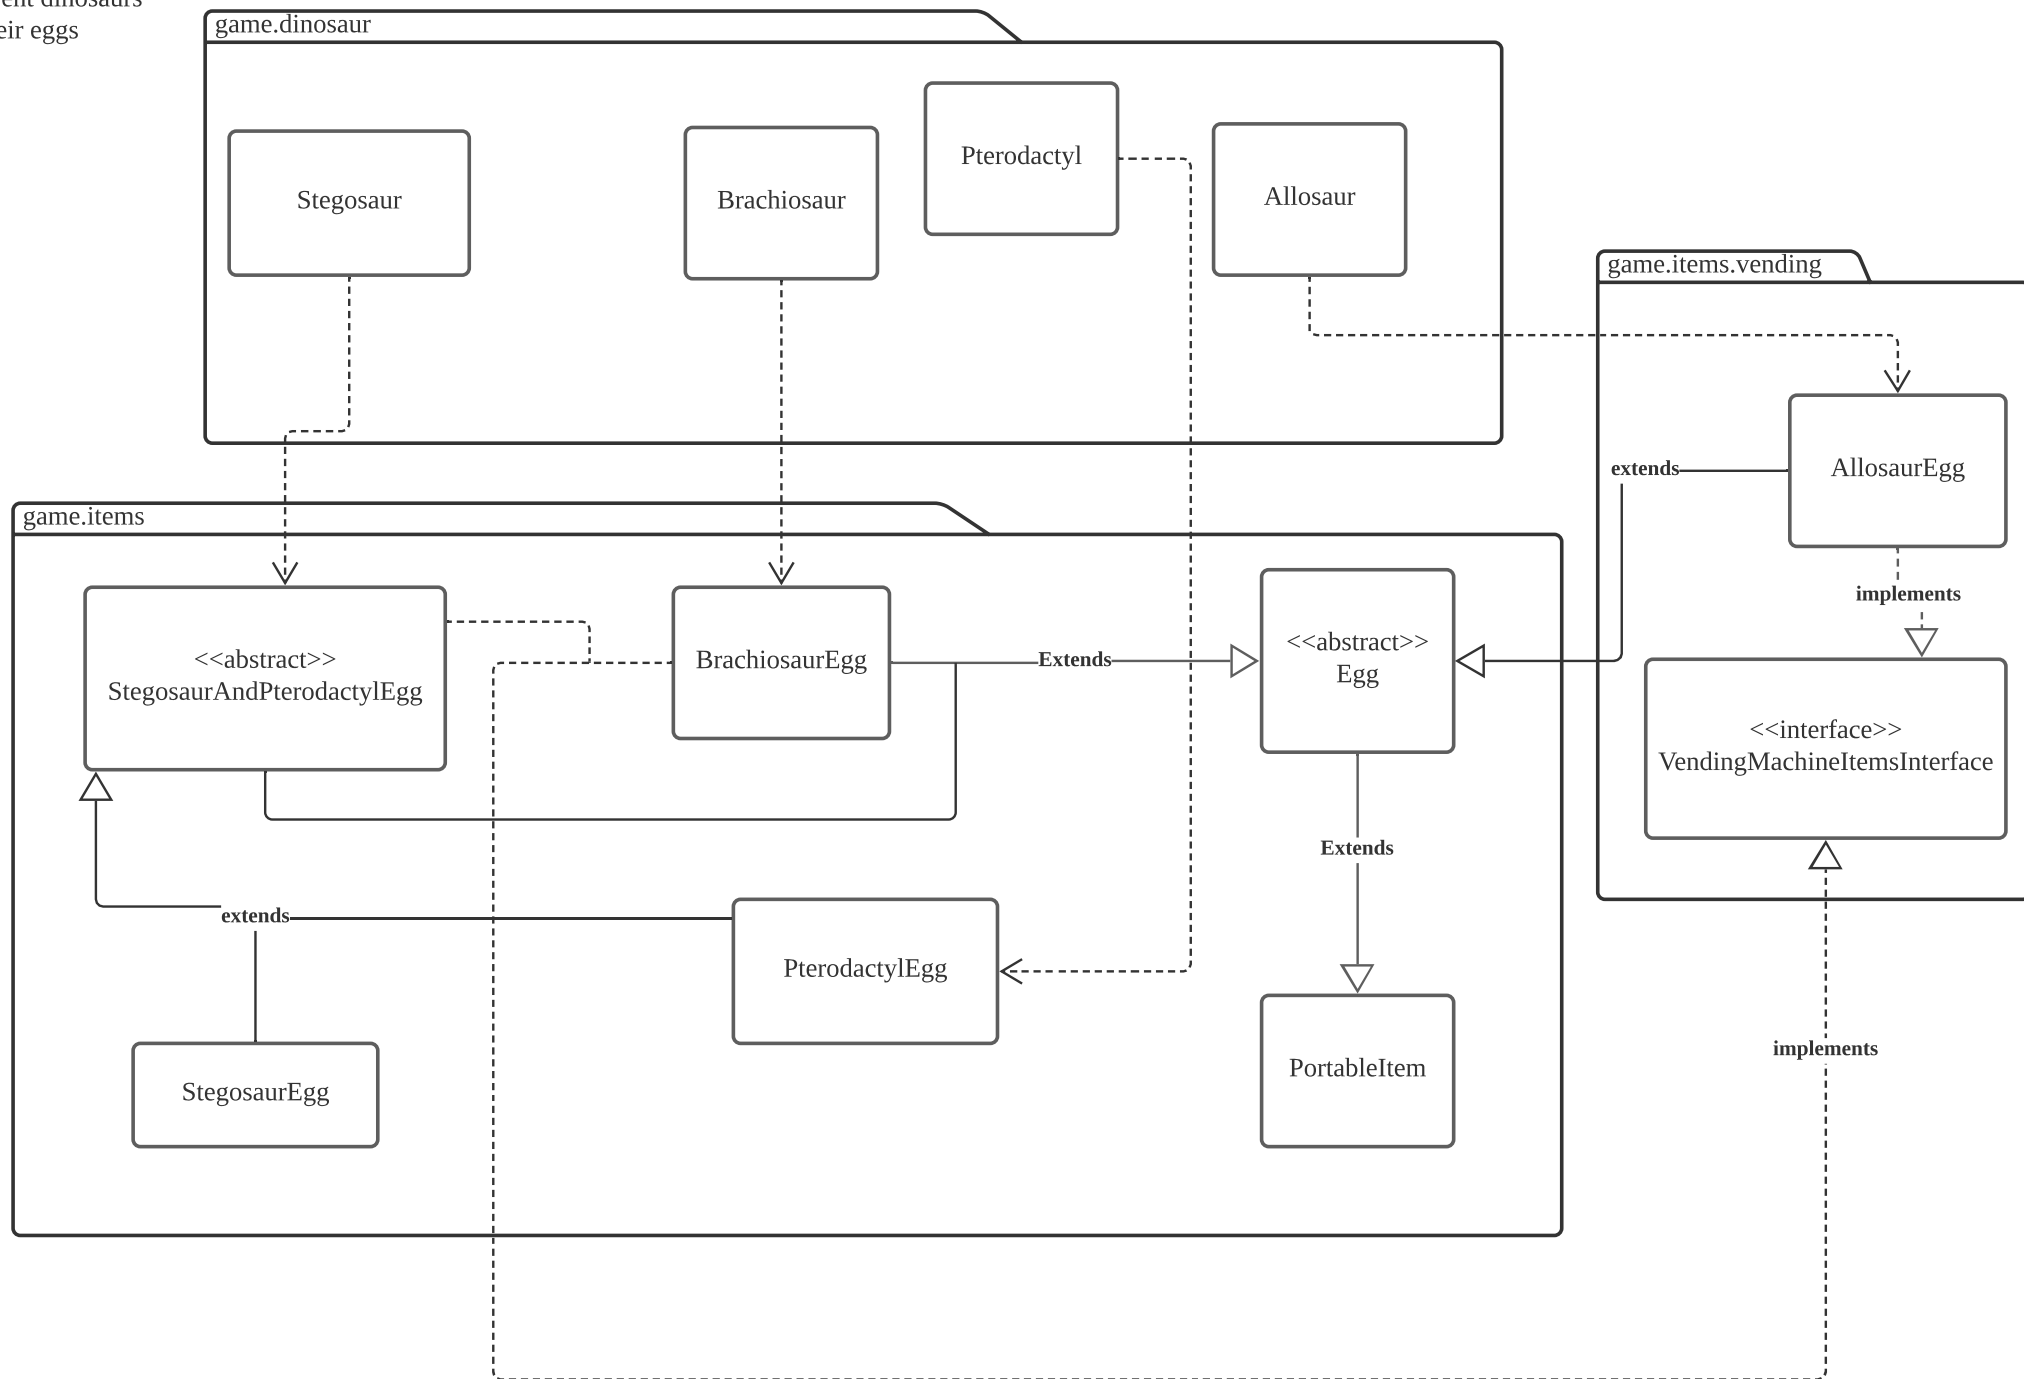 dinosaurs
eggs
game.dinosaur
Pterodactyl
Stegosaur
Brachiosaur
Allosaur
game.items.vending
AllosaurEgg
extends
game.items
implements
<<abstract>>
StegosaurAndPterodactylEgg
BrachiosaurEgg
Extends
<<abstract>>
Egg
<<interface>>
VendingMachineItemsInterface
Extends
extends
PterodactylEgg
PortableItem
implements
StegosaurEgg